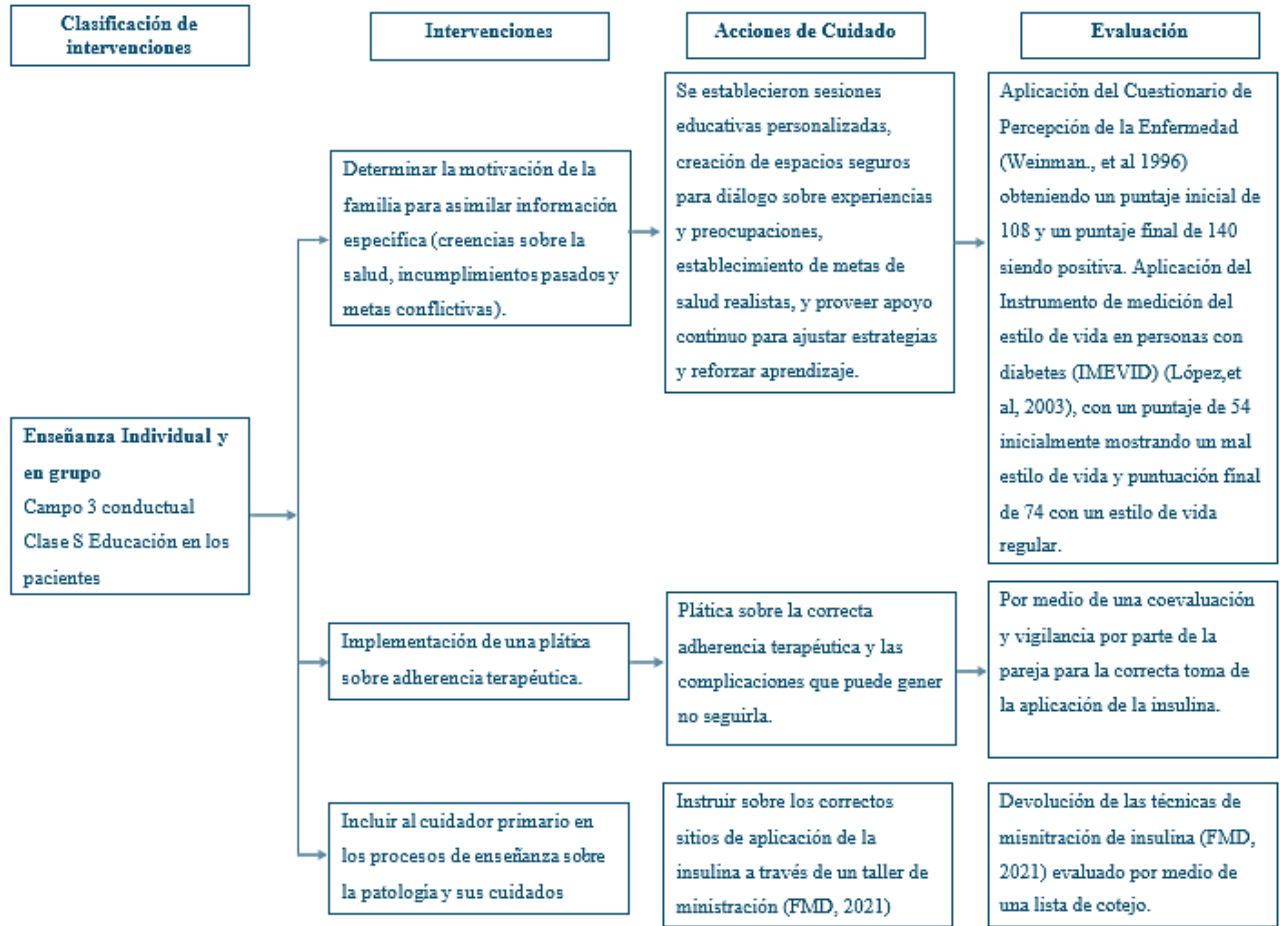 Clasificación de
intervenciones
Intervenciones
Acciones de Cuidado
Evaluación
Enseñanza Individual y
en grupo
Campo 3 conductual
Clase S Educación en los
pacientes
Determinar la motivación de la
familia para asimilar información
específica (creencias sobre la
salud, incumplimientos pasados y
metas conflictivas).
Se establecieron sesiones
educativas personalizadas,
creación de espacios seguros
para diálogo sobre experiencias
y preocupaciones,
establecimiento de metas de
salud realistas, y proveer apoyo
continuo para ajustar estrategias
y reforzar aprendizaje.
Aplicación del Cuestionario de
Percepción de la Enfermedad
(Weinman., et al 1996)
obteniendo un puntaje inicial de
108 y un puntaje final de 140
siendo positiva. Aplicación del
Instrumento de medición del
estilo de vida en personas con
diabetes (IMEVID) (López,et
al, 2003), con un puntaje de 54
inicialmente mostrando un mal
estilo de vida y puntuación final
de 74 con un estilo de vida
regular.
Implementación de una plática
sobre adherencia terapéutica.
Plática sobre la correcta
adherencia terapéutica y las
complicaciones que puede gener
no seguirla.
Por medio de una coevaluación
y vigilancia por parte de la
pareja para la correcta toma de
la aplicación de la insulina.
Incluir al cuidador primario en
los procesos de enseñanza sobre
la patología y sus cuidados
Instruir sobre los correctos
sitios de aplicación de la
insulina a través de un taller de
ministración (FMD, 2021)
Devolución de las técnicas de
misnitración de insulina (FMD,
2021) evaluado por medio de
una lista de cotejo.